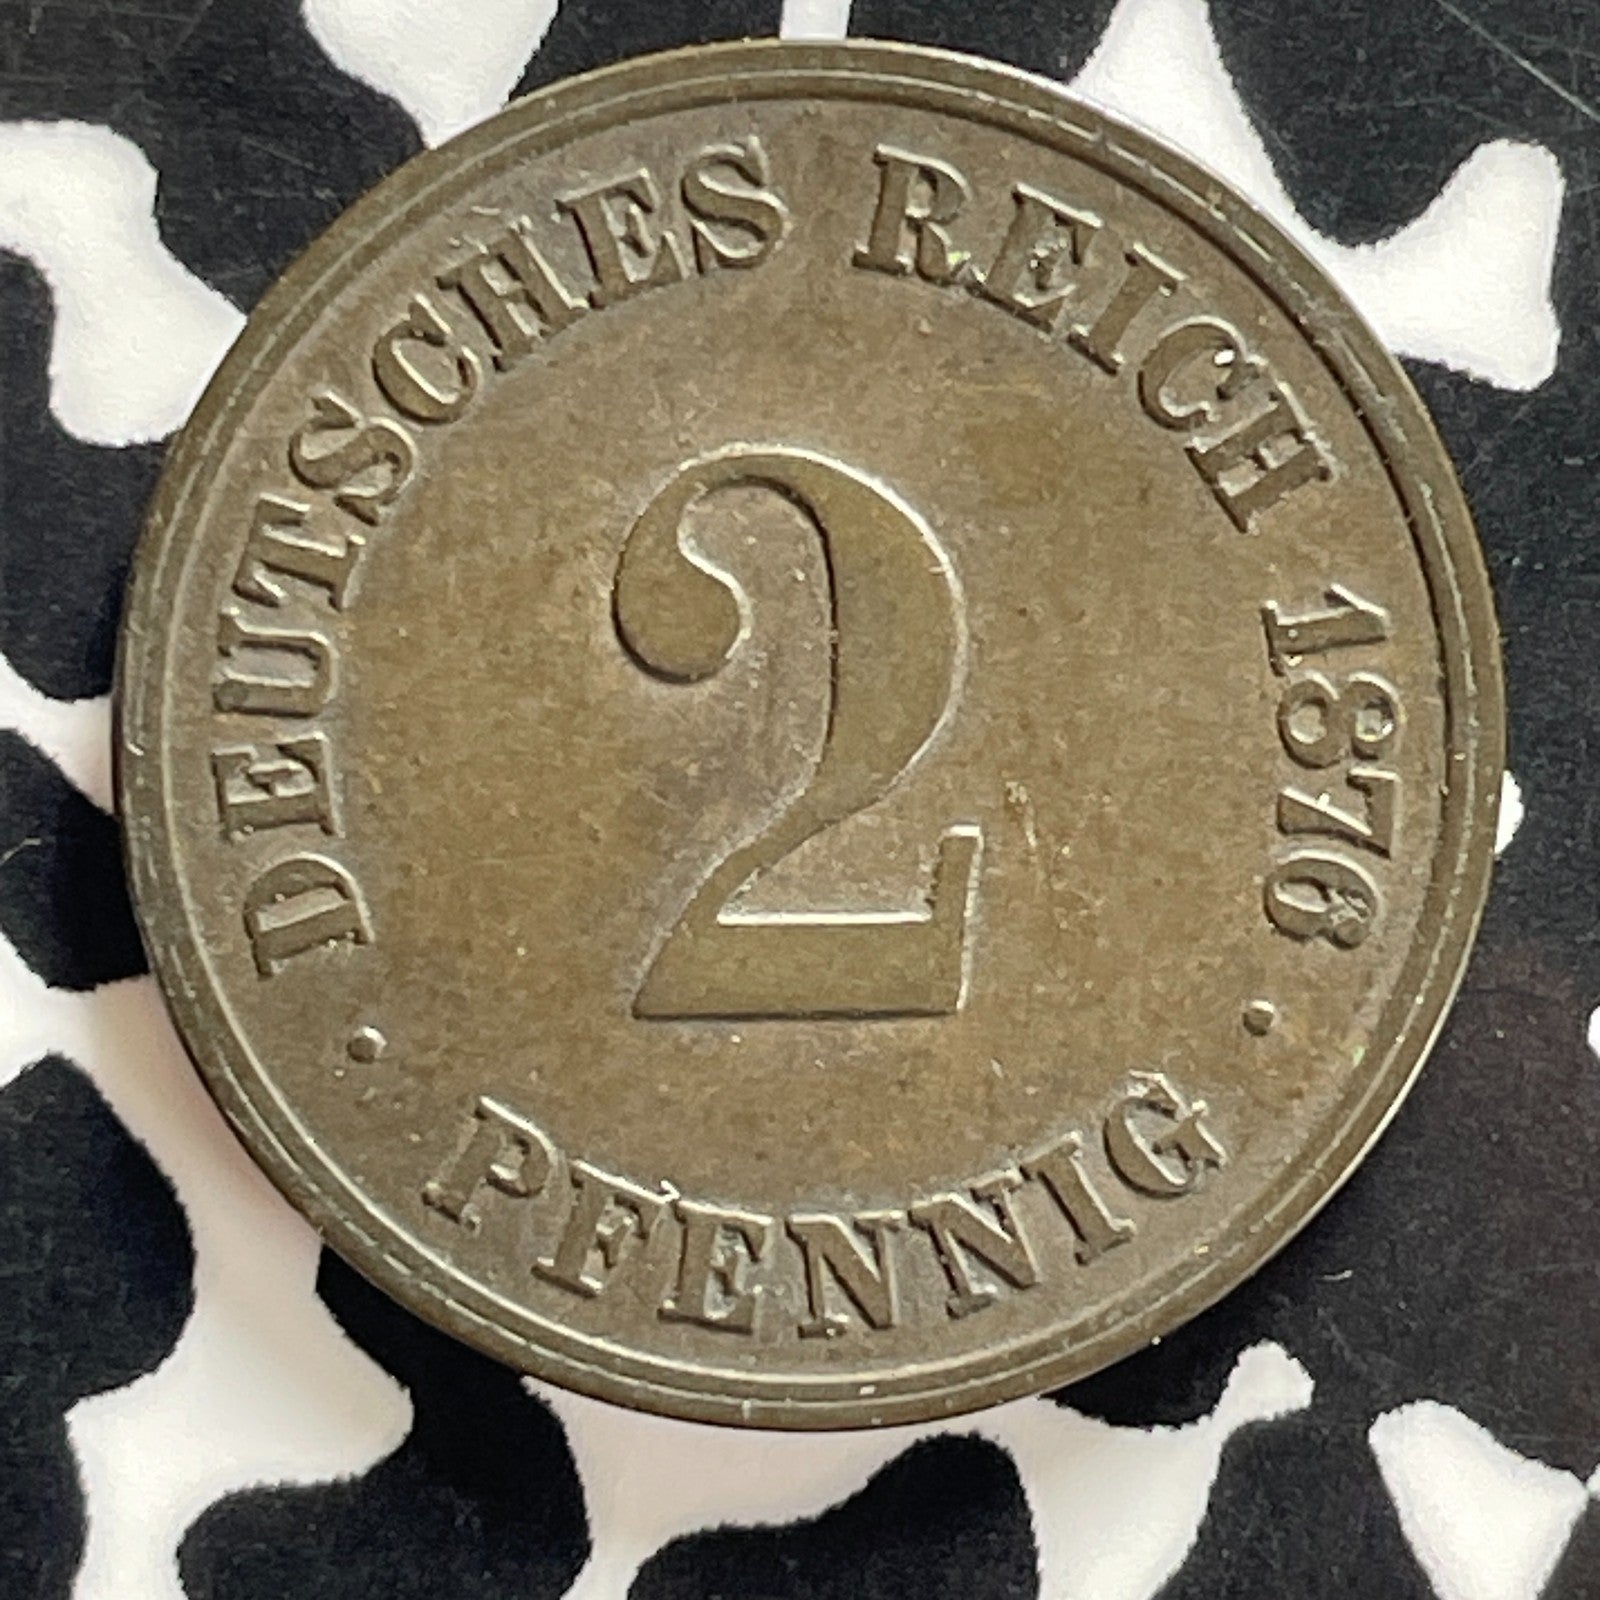 DEUTSCHES REICH 1876
2
· PFENNIG ·